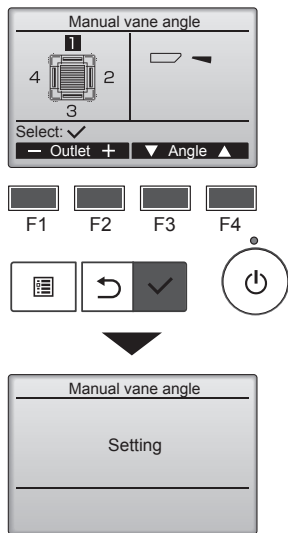 Manual vane angle
1
4 2
3
Select: ✓
− Outlet + ▼ Angle ▲
F1 F2 F3 F4
Manual vane angle
Setting